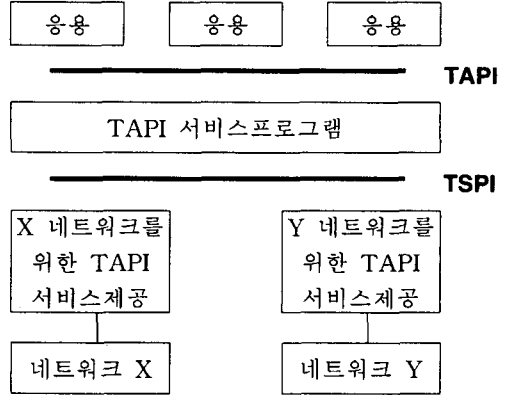 응용 응용 응용
TAPI
TAPI 서비스프로그램
TSPI
X 네트워크를
위한 TAPI
서비스제공
Y 네트워크를
위한 TAPI
서비스제공
네트워크 X
네트워크 Y